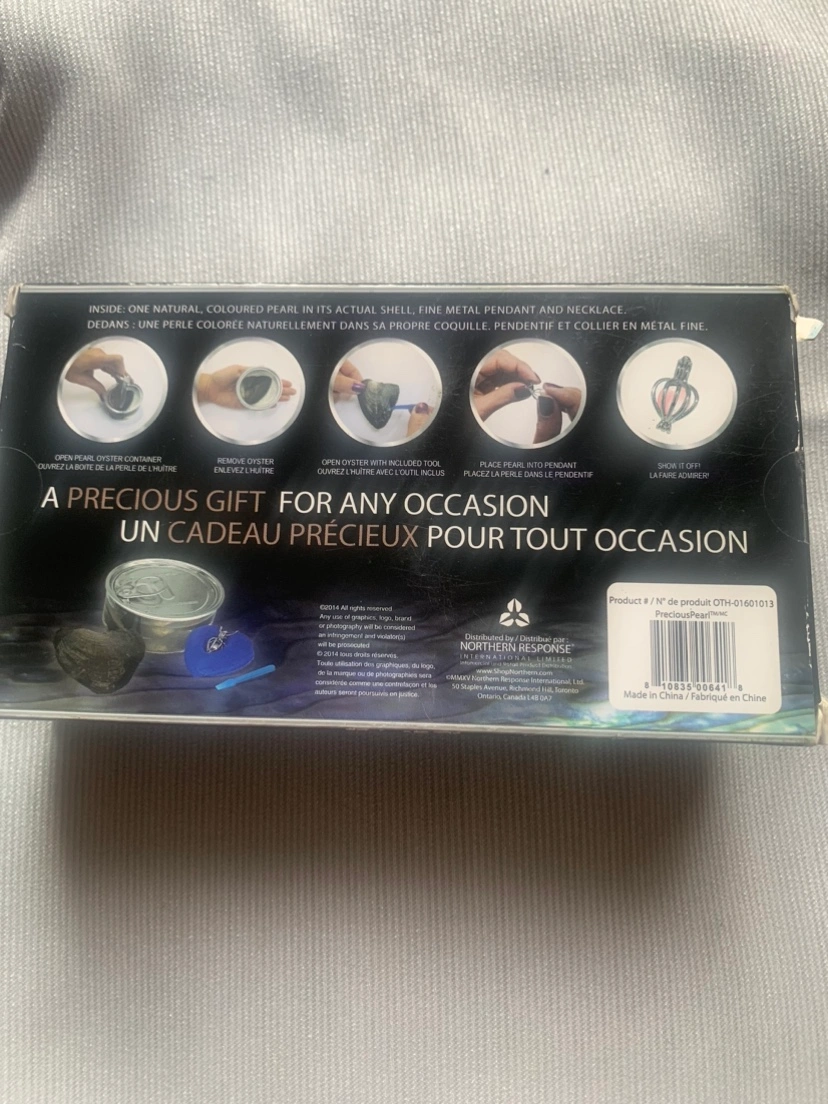 INSIDE: ONE NATURAL, COLOURED PEARL IN ITS ACTUAL SHELL, FINE METAL PENDANT AND NECKLACE.
DEDANS : UNE PERLE COLORÉE NATURELLEMENT DANS SA PROPRE COQUILLE. PENDENTIF ET COLLIER EN MÉTAL FINE.
OPEN PEARL OYSTER CONTAINER
OUVREZ LA BOITE DE LA PERLE DE L'HUÎTRE
REMOVE OYSTER
ENLEVEZ L'HUÎTRE
OPEN OYSTER WITH INCLUDED TOOL
OUVREZ L'HUÎTRE AVEC L'OUTIL INCLUS
PLACE PEARL INTO PENDANT
PLACEZ LA PERLE DANS LE PENDENTIF
SHOW IT OFF!
LA FAIRE ADMIRER!
A PRECIOUS GIFT FOR ANY OCCASION
UN CADEAU PRÉCIEUX POUR TOUT OCCASION
©2014 All rights reserved
Any use of graphics, logo, brand
or photography will be considered
an infringement and violator(s)
will be prosecuted
© 2014 tous droits réservés.
Toute utilisation des graphiques, du logo,
de la marque ou de photographies sera
considérée comme une contrefaçon et les
auteurs seront poursuivis en justice.
Distributed by / Distribué par :
NORTHERN RESPONSE
INTERNATIONAL LIMITED
www.ShopNorthern.com
©MMXV Northern Response International, Ltd.
50 Staples Avenue, Richmond Hill, Toronto
Ontario, Canada L4B 0A7
Product # / N° de produit OTH-01601013
PreciousPearl™/MC
8 10835 00641 8
Made in China / Fabriqué en Chine